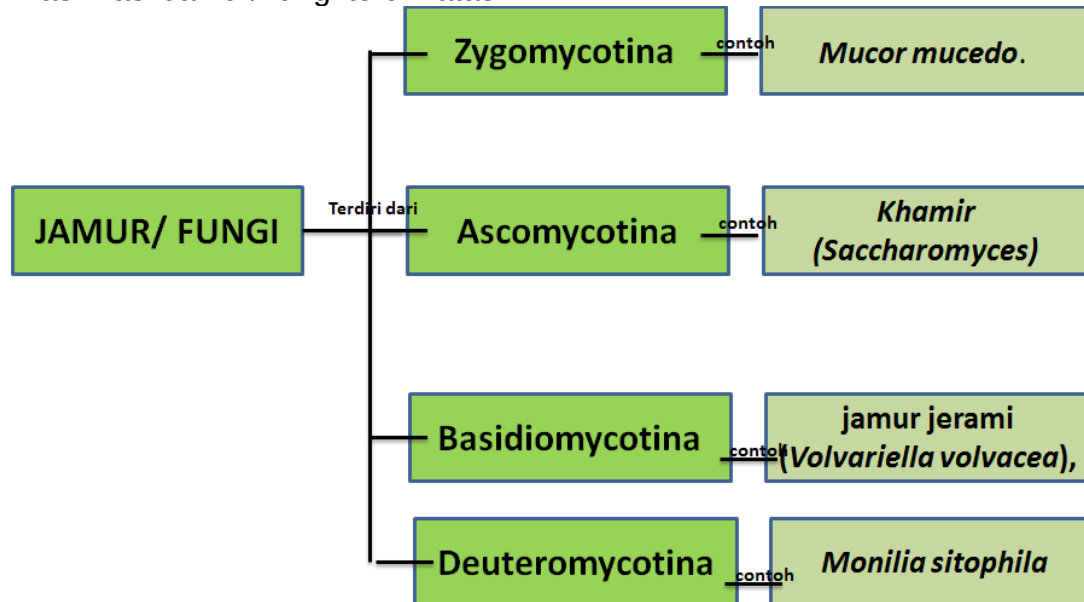 Zygomycotina
contoh
Mucor mucedo.
JAMUR/ FUNGI
Terdiri dari
Ascomycotina
contoh
Khamir
(Saccharomyces)
Basidiomycotina
contoh
jamur jerami
(Volvariella volvacea),
Deuteromycotina
contoh
Monilia sitophila